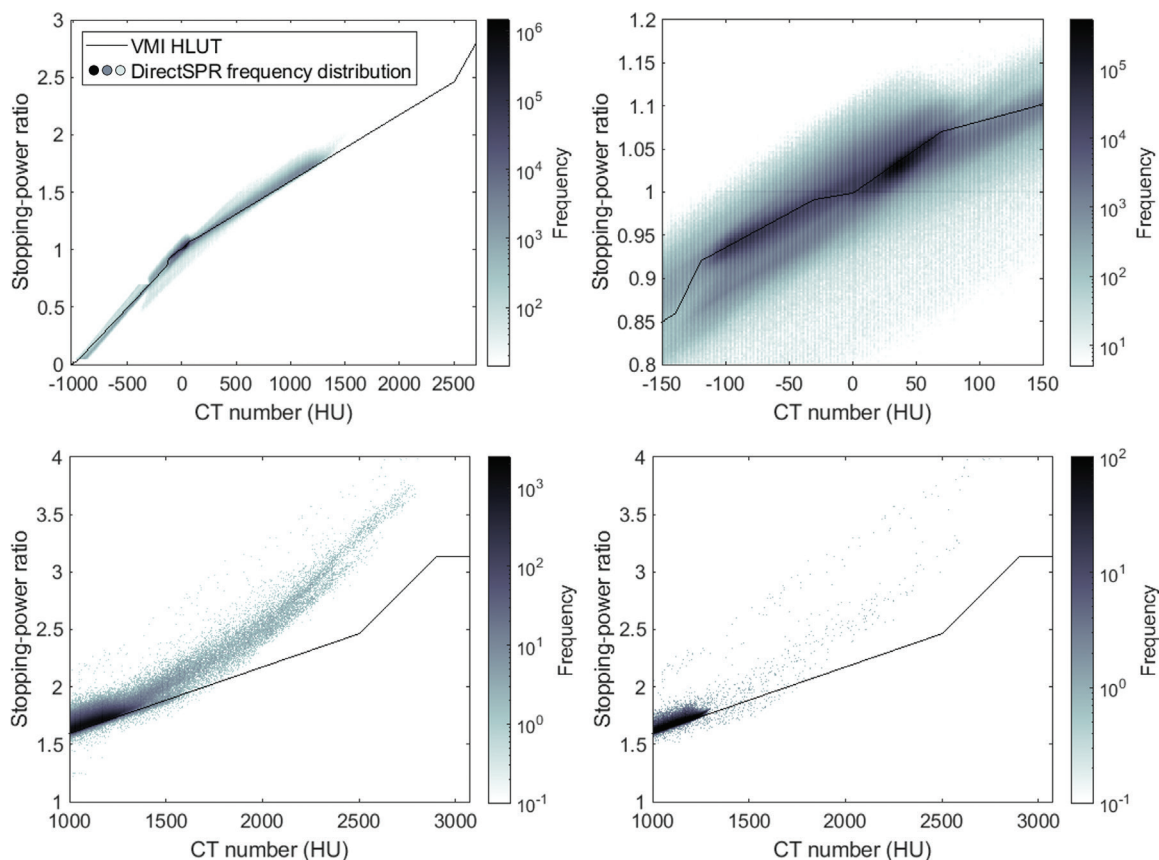 3
2.5
2
1.5
1
0.5
0
Stopping-power ratio
VMI HLUT
DirectSPR frequency distribution
-1000 -500 0 500 1000 1500 2000 2500
CT number (HU)
10^6
10^5
10^4
10^3
10^2
Frequency
1.2
1.15
1.1
1.05
1
0.95
0.9
0.85
0.8
Stopping-power ratio
-150 -100 -50 0 50 100 150
CT number (HU)
10^5
10^4
10^3
10^2
10^1
Frequency
4
3.5
3
2.5
2
1.5
1
Stopping-power ratio
1000 1500 2000 2500 3000
CT number (HU)
10^3
10^2
10^1
10^0
10^-1
Frequency
4
3.5
3
2.5
2
1.5
1
Stopping-power ratio
1000 1500 2000 2500 3000
CT number (HU)
10^2
10^1
10^0
10^-1
Frequency